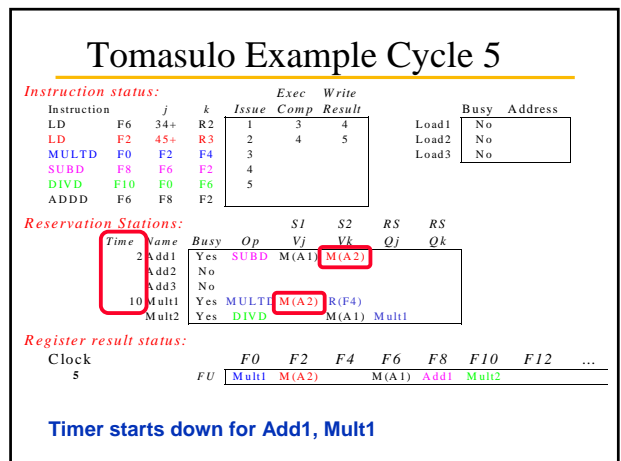 Tomasulo Example Cycle 5
Instruction status: Exec Write
Instruction j k Issue Comp Result Busy Address
LD F6 34+ R2 1 3 4 Load1 No
LD F2 45+ R3 2 4 5 Load2 No
MULTD F0 F2 F4 3 Load3 No
SUBD F8 F6 F2 4
DIVD F10 F0 F6 5
ADDD F6 F8 F2
Reservation Stations: S1 S2 RS RS
Time Name Busy Op Vj Vk Qj Qk
2 Add1 Yes SUBD M(A1) M(A2)
Add2 No
Add3 No
10 Mult1 Yes MULTD M(A2) R(F4)
Mult2 Yes DIVD M(A1) Mult1
Register result status:
Clock F0 F2 F4 F6 F8 F10 F12 ...
5 FU Mult1 M(A2) M(A1) Add1 Mult2
Timer starts down for Add1, Mult1